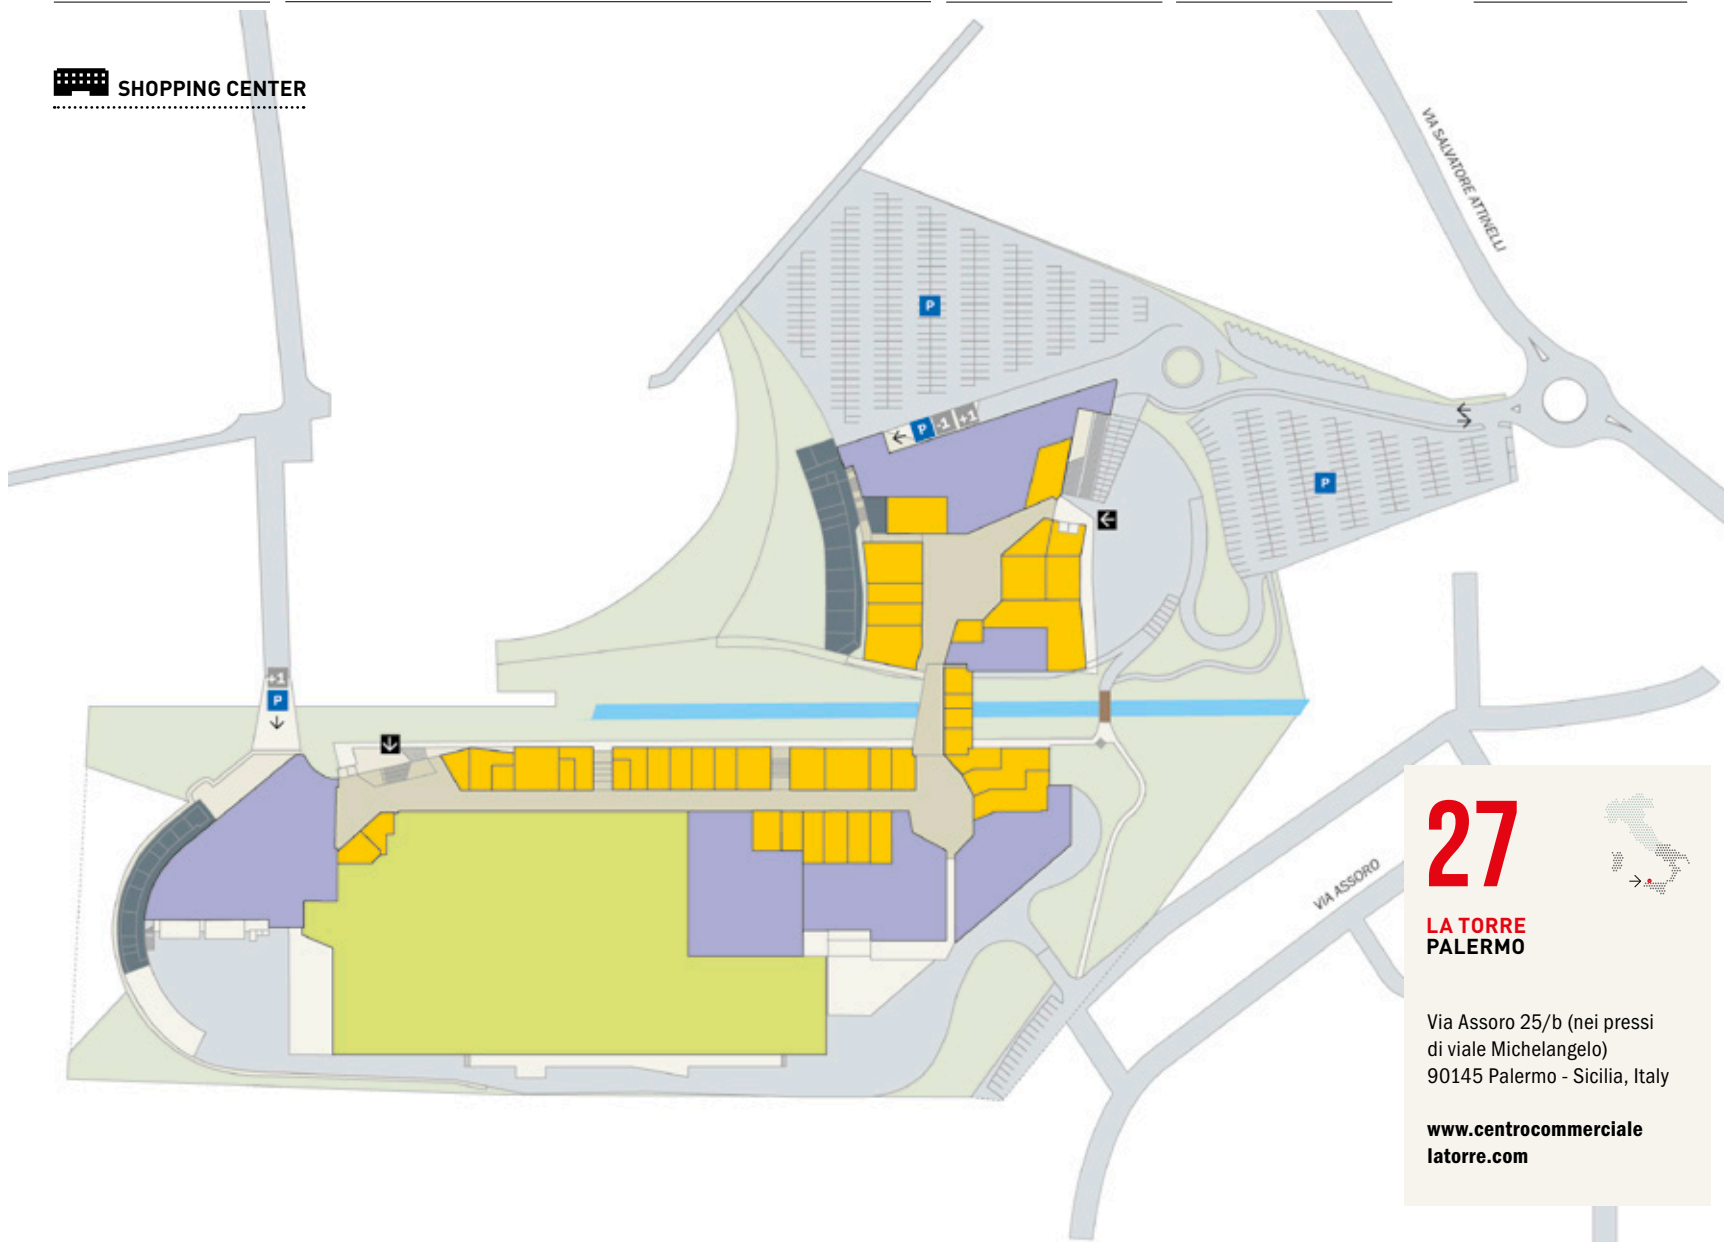 SHOPPING CENTER
VIA SALVATORE ATTINELLI
P
P -1 +1
P
+1
P
VIA ASSORO
27
LA TORRE
PALERMO
Via Assoro 25/b (nei pressi
di viale Michelangelo)
90145 Palermo - Sicilia, Italy
www.centrocommerciale
latorre.com